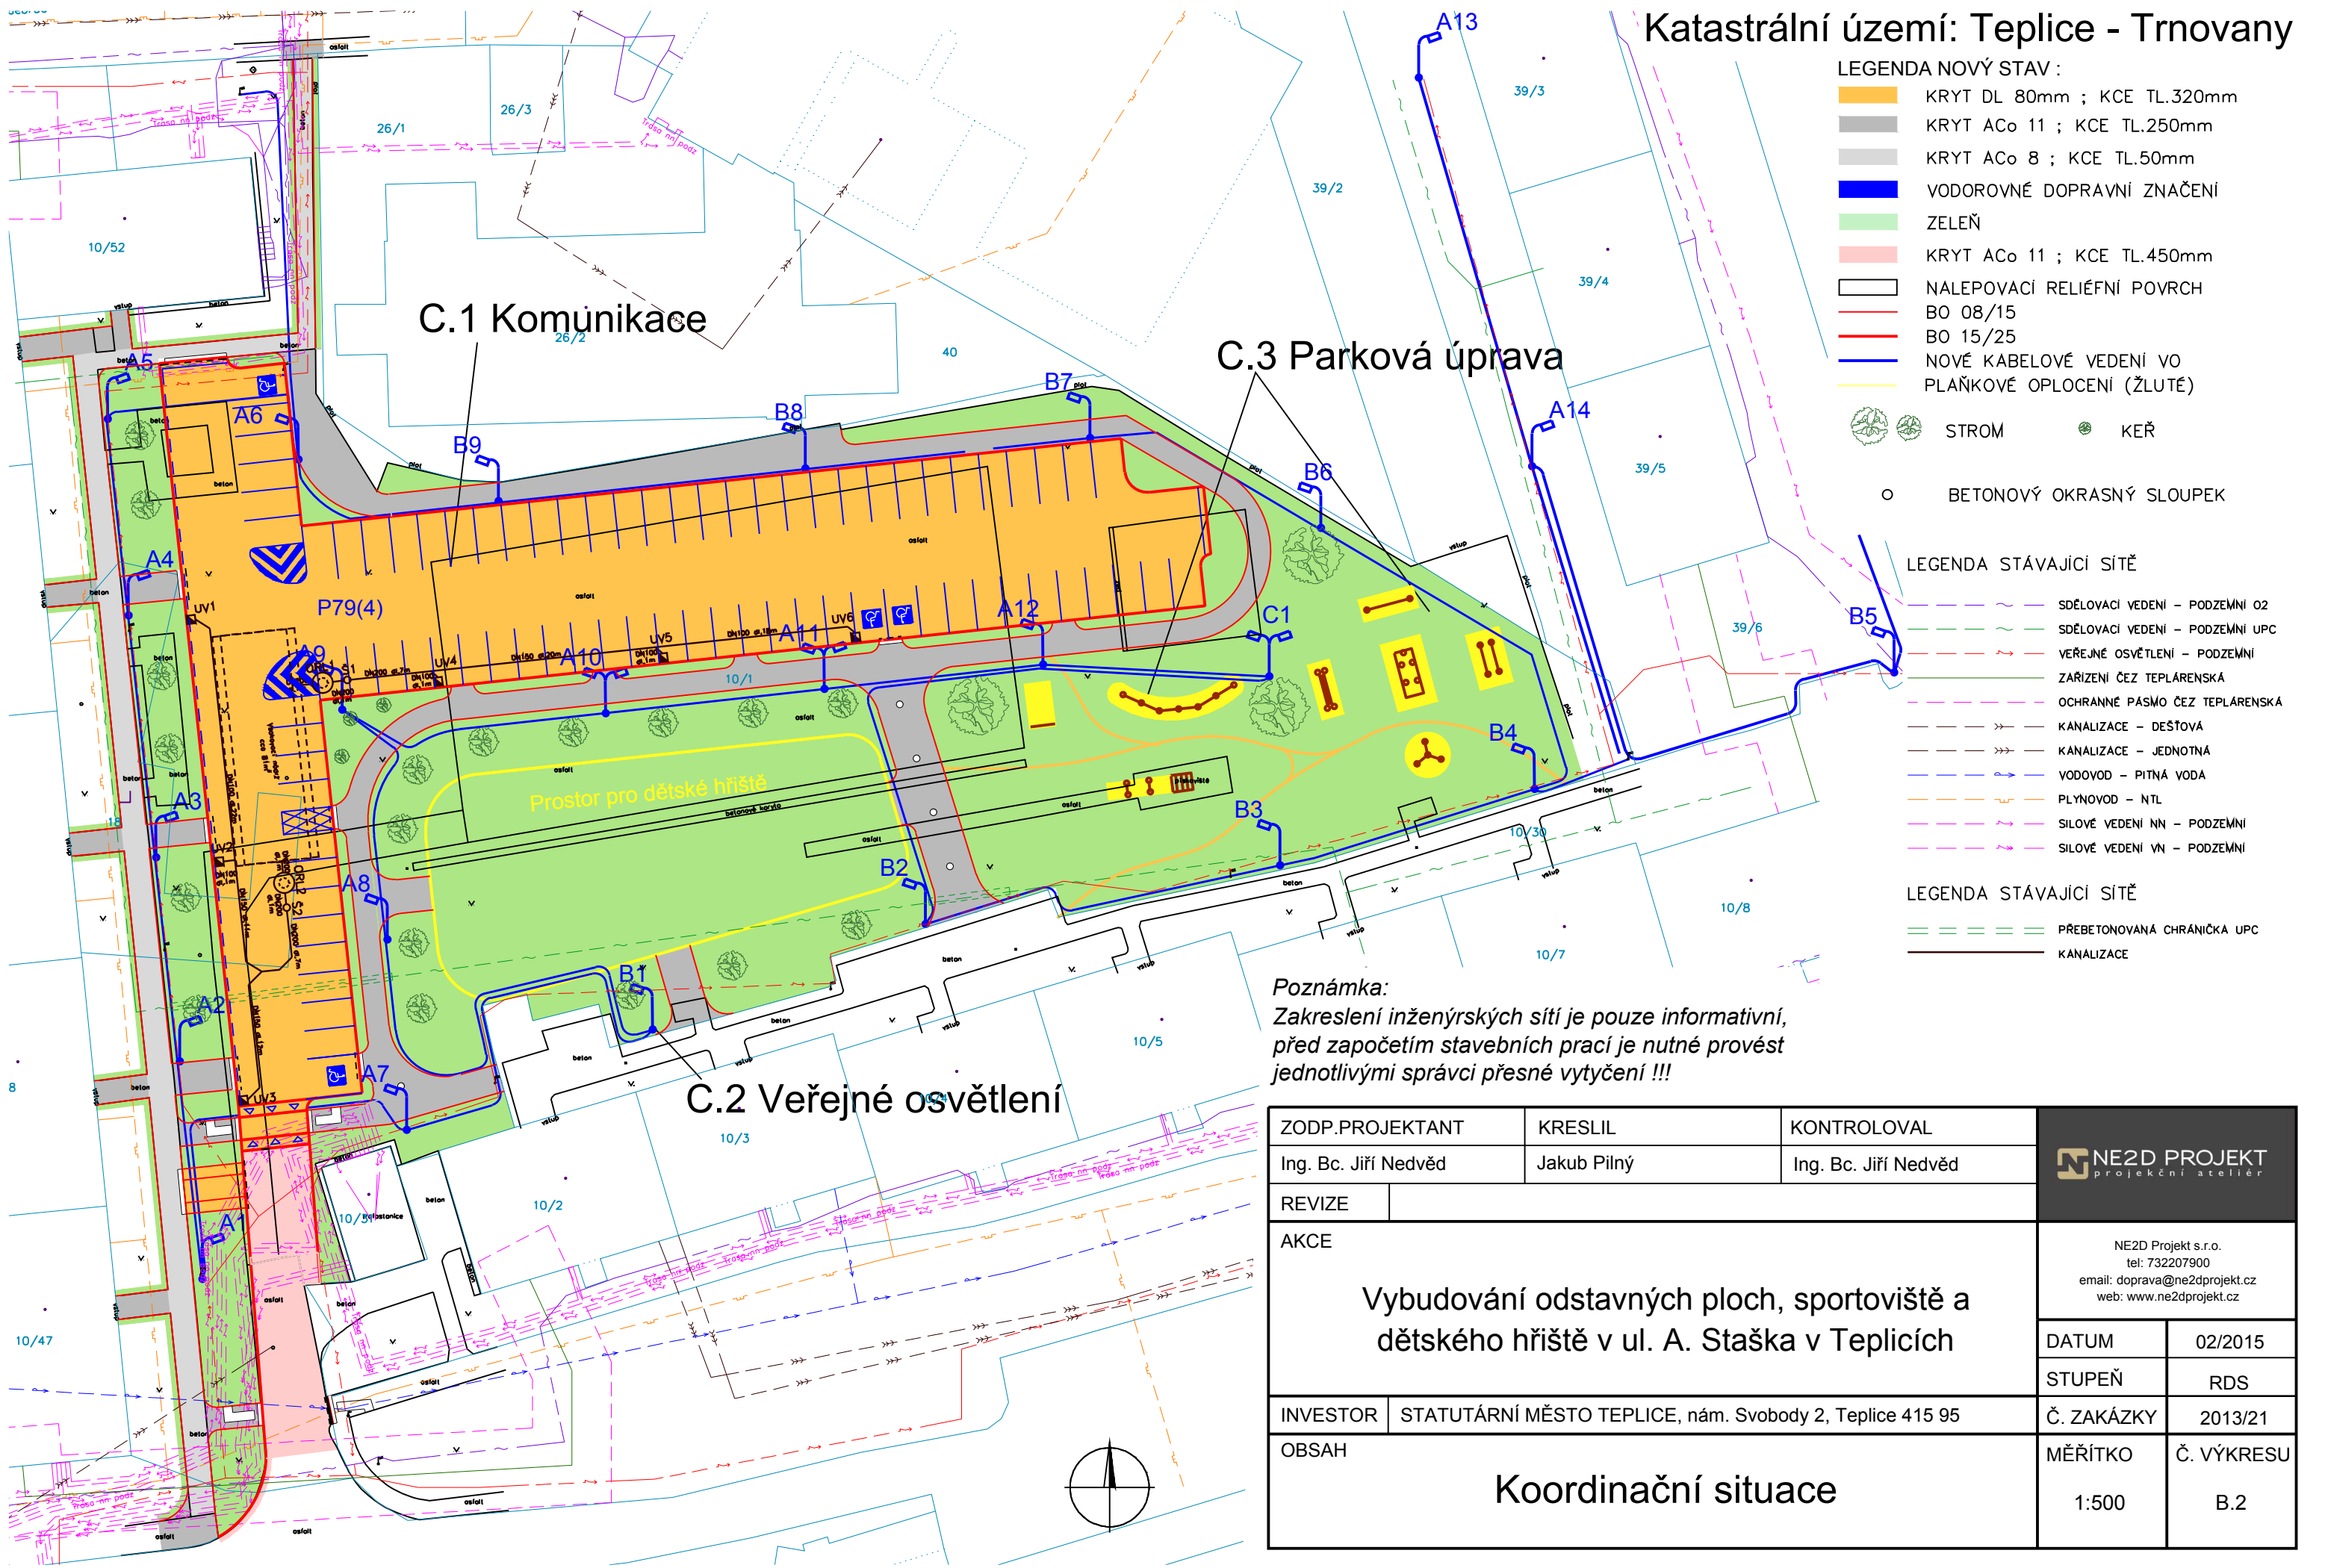 Katastrální území: Teplice - Trnovany
LEGENDA NOVÝ STAV :
KRYT DL 80mm ; KCE TL.320mm
KRYT ACo 11 ; KCE TL.250mm
KRYT ACo 8 ; KCE TL.50mm
VODOROVNÉ DOPRAVNÍ ZNAČENÍ
ZELEŇ
KRYT ACo 11 ; KCE TL.450mm
NALEPOVACÍ RELIÉFNÍ POVRCH
BO 08/15
BO 15/25
NOVÉ KABELOVÉ VEDENÍ VO
PLAŇKOVÉ OPLOCENÍ (ŽLUTÉ)
STROM
KEŘ
BETONOVÝ OKRASNÝ SLOUPEK
LEGENDA STÁVAJÍCÍ SÍTĚ
SDĚLOVACÍ VEDENÍ – PODZEMNÍ O2
SDĚLOVACÍ VEDENÍ – PODZEMNÍ UPC
VEŘEJNÉ OSVĚTLENÍ – PODZEMNÍ
ZAŘÍZENÍ ČEZ TEPLÁRENSKÁ
OCHRANNÉ PÁSMO ČEZ TEPLÁRENSKÁ
KANALIZACE – DEŠŤOVÁ
KANALIZACE – JEDNOTNÁ
VODOVOD – PITNÁ VODA
PLYNOVOD – NTL
SILOVÉ VEDENÍ NN – PODZEMNÍ
SILOVÉ VEDENÍ VN – PODZEMNÍ
LEGENDA STÁVAJÍCÍ SÍTĚ
PŘEBETONOVANÁ CHRÁNIČKA UPC
KANALIZACE
C.1 Komunikace
C.3 Parková úprava
C.2 Veřejné osvětlení
Prostor pro dětské hřiště
P79(4)
A1
A2
A3
A4
A5
A6
A7
A8
A9
A10
A11
A12
A13
A14
B1
B2
B3
B4
B5
B6
B7
B8
B9
C1
UV1
UV3
UV4
UV5
UV6
ORL2 S2
26/1
26/2
26/3
39/2
39/3
39/4
39/5
39/6
40
10/52
10/47
10/1
10/2
10/3
10/4
10/5
10/7
10/8
10/30
10/31
18
8
Poznámka:
Zakreslení inženýrských sítí je pouze informativní,
před započetím stavebních prací je nutné provést
jednotlivými správci přesné vytyčení !!!
ZODP.PROJEKTANT
KRESLIL
KONTROLOVAL
Ing. Bc. Jiří Nedvěd
Jakub Pilný
Ing. Bc. Jiří Nedvěd
REVIZE
NE2D PROJEKT
projekční ateliér
NE2D Projekt s.r.o.
tel: 732207900
email: doprava@ne2dprojekt.cz
web: www.ne2dprojekt.cz
AKCE
Vybudování odstavných ploch, sportoviště a
dětského hřiště v ul. A. Staška v Teplicích
DATUM
02/2015
STUPEŇ
RDS
INVESTOR
STATUTÁRNÍ MĚSTO TEPLICE, nám. Svobody 2, Teplice 415 95
Č. ZAKÁZKY
2013/21
OBSAH
Koordinační situace
MĚŘÍTKO
1:500
Č. VÝKRESU
B.2